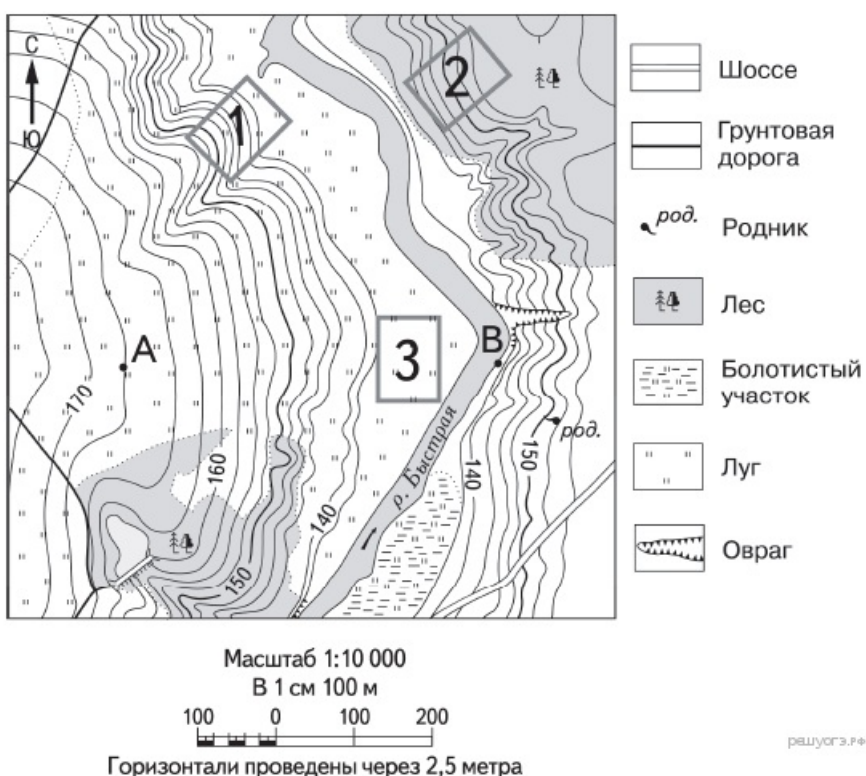 С
Ю
1
2
3
А
В
170
160
150
140
140
150
р. Быстрая
род.
Шоссе
Грунтовая
дорога
род.
Родник
Лес
Болотистый
участок
Луг
Овраг
Масштаб 1:10 000
В 1 см 100 м
100 0 100 200
Горизонтали проведены через 2,5 метра
решуогэ.рф